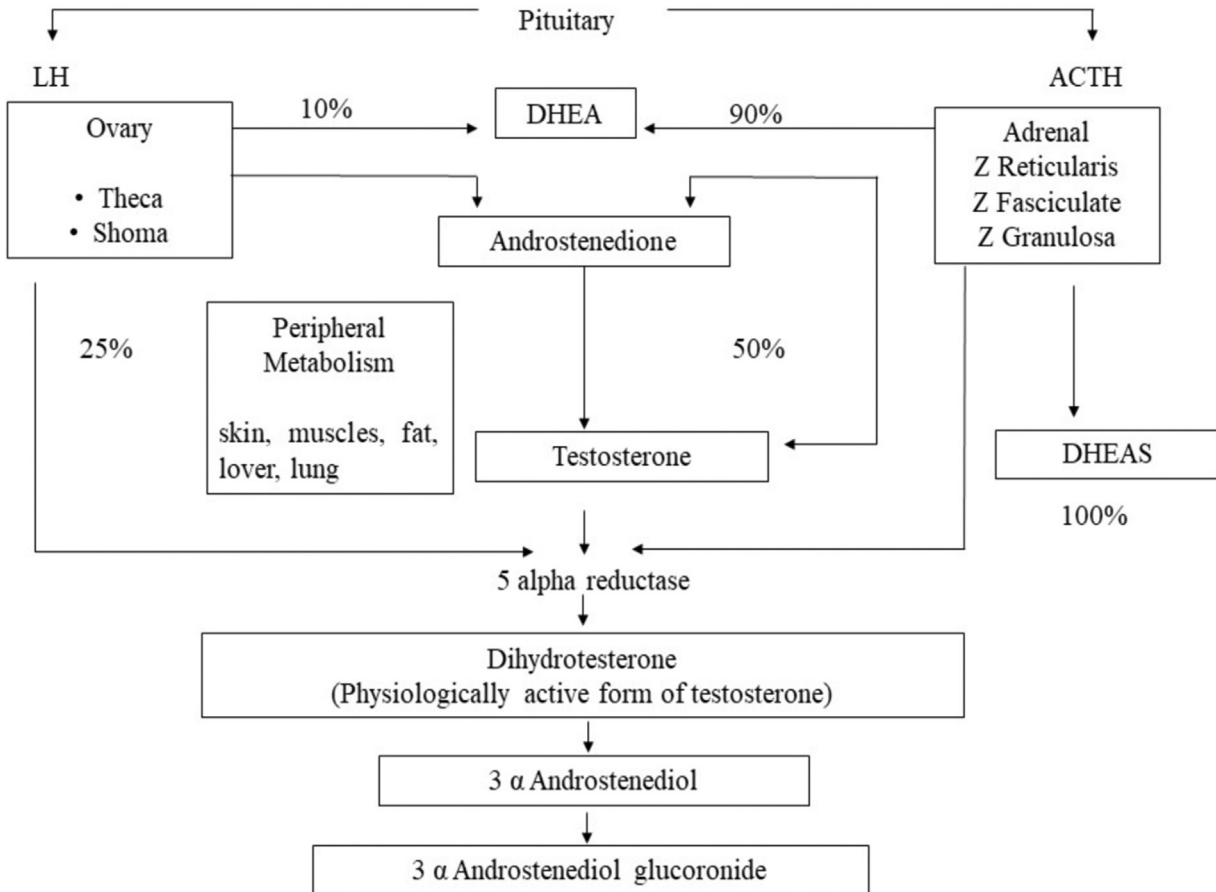 Pituitary
LH
ACTH
10%
DHEA
90%
Ovary
• Theca
• Shoma
Adrenal
Z Reticularis
Z Fasciculate
Z Granulosa
Androstenedione
25%
Peripheral
Metabolism
skin, muscles, fat,
lover, lung
50%
Testosterone
DHEAS
100%
5 alpha reductase
Dihydrotesterone
(Physiologically active form of testosterone)
3 α Androstenediol
3 α Androstenediol glucoronide